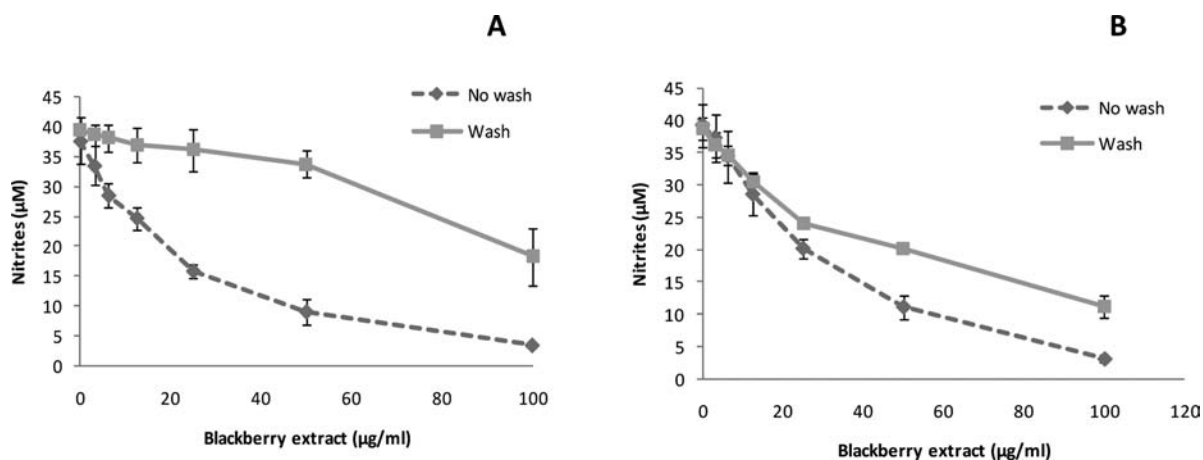 A
No wash
Wash
45
40
35
30
25
20
15
10
5
0
Nitrites (µM)
0 20 40 60 80 100
Blackberry extract (µg/ml)
B
No wash
Wash
45
40
35
30
25
20
15
10
5
0
Nitrites (µM)
0 20 40 60 80 100 120
Blackberry extract (µg/ml)